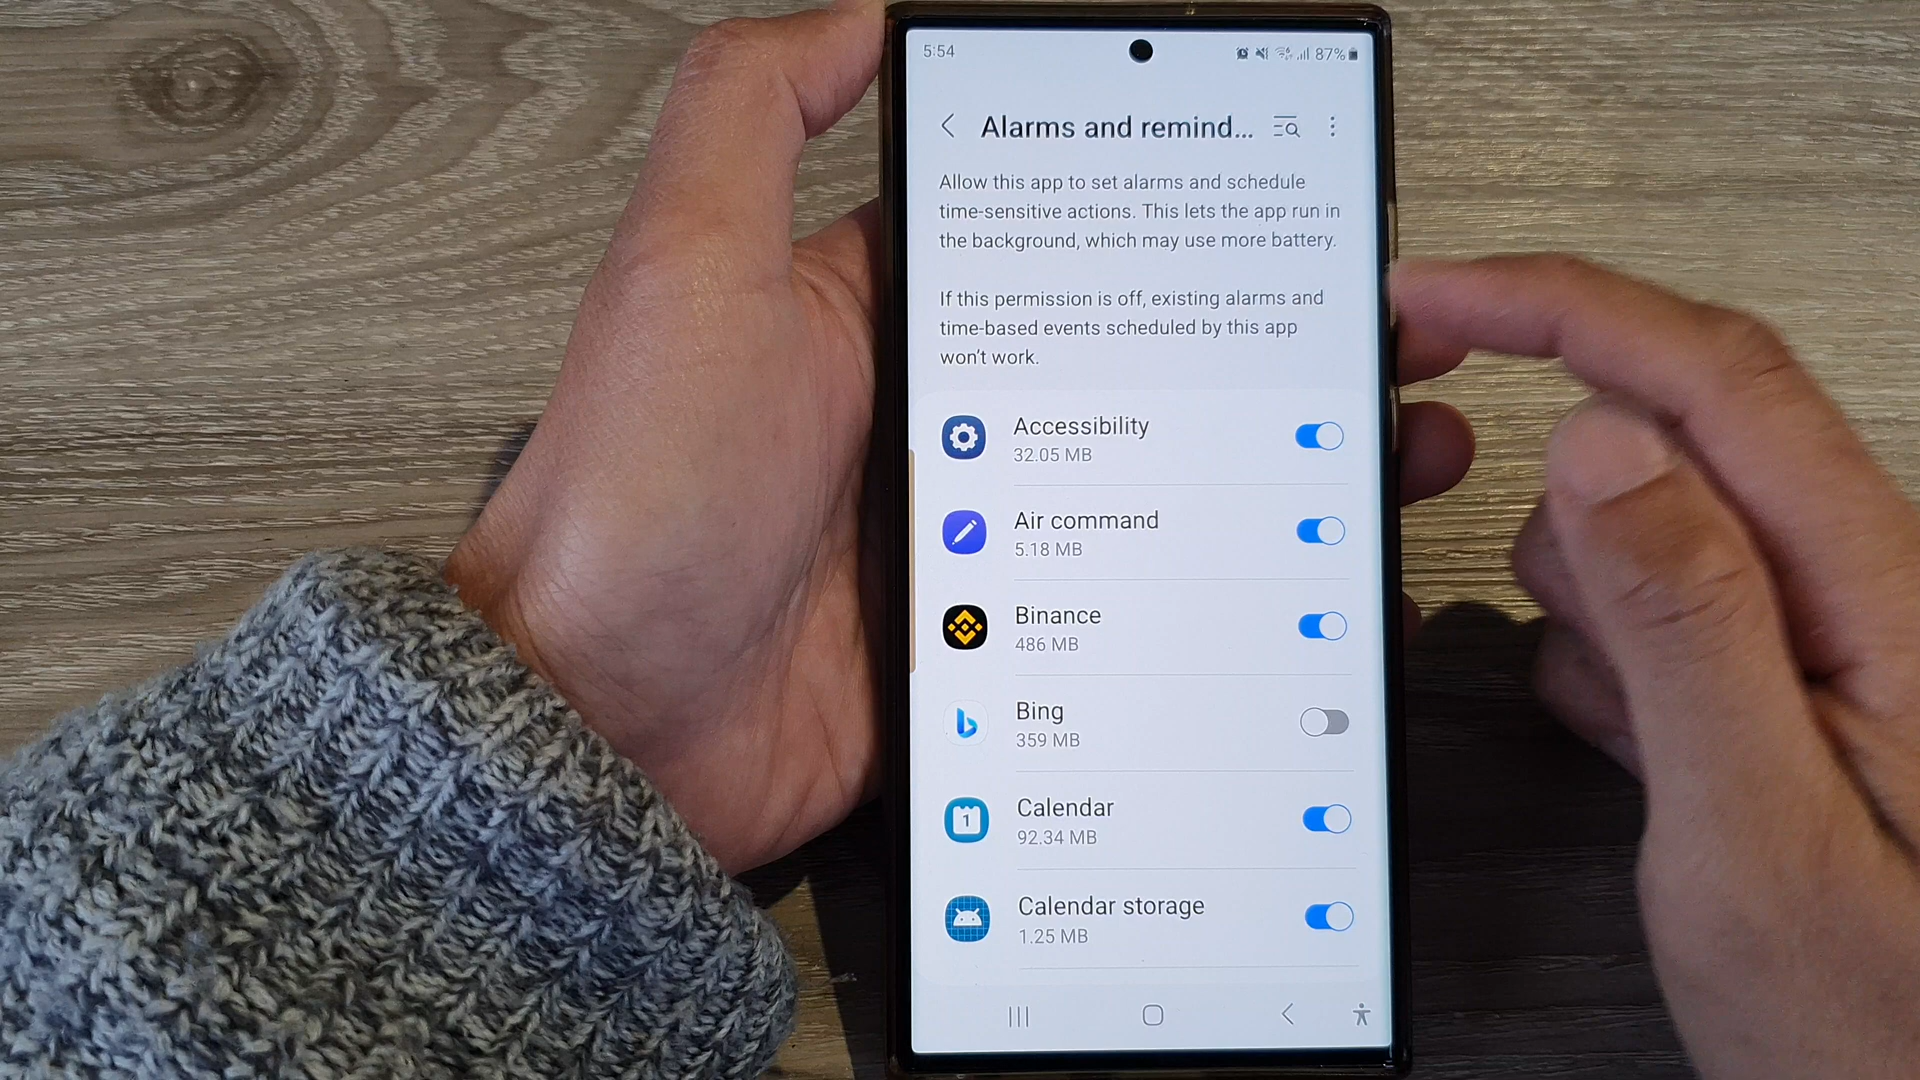 5:54 87%
Alarms and remind...
Allow this app to set alarms and schedule
time-sensitive actions. This lets the app run in
the background, which may use more battery.
If this permission is off, existing alarms and
time-based events scheduled by this app
won't work.
Accessibility
32.05 MB
Air command
5.18 MB
Binance
486 MB
Bing
359 MB
1
Calendar
92.34 MB
Calendar storage
1.25 MB